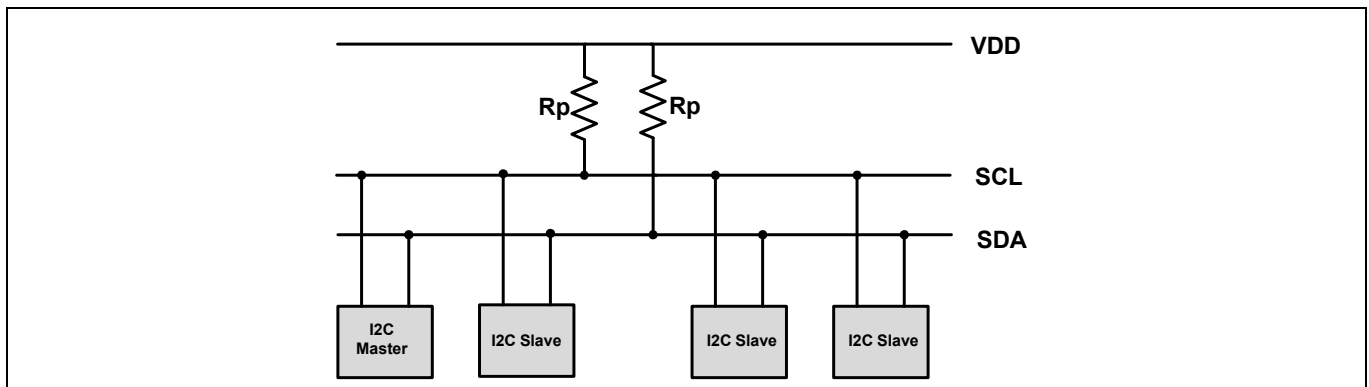 VDD
Rp
Rp
SCL
SDA
I2C
Master
I2C Slave
I2C Slave
I2C Slave